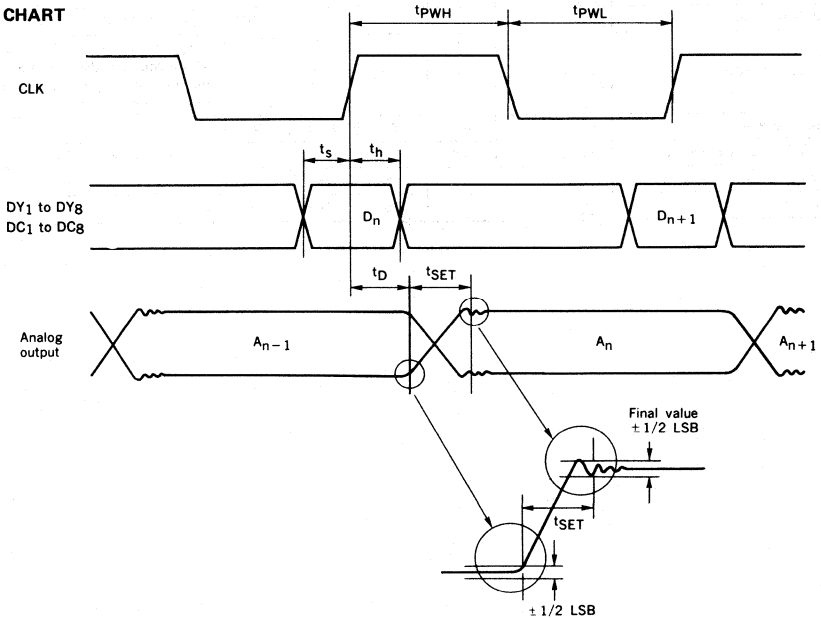 CHART
tPWH
tPWL
CLK
ts
th
DY1 to DY8
DC1 to DC8
Dn
Dn+1
tD
tSET
Analog
output
An−1
An
An+1
Final value
±1/2 LSB
tSET
±1/2 LSB